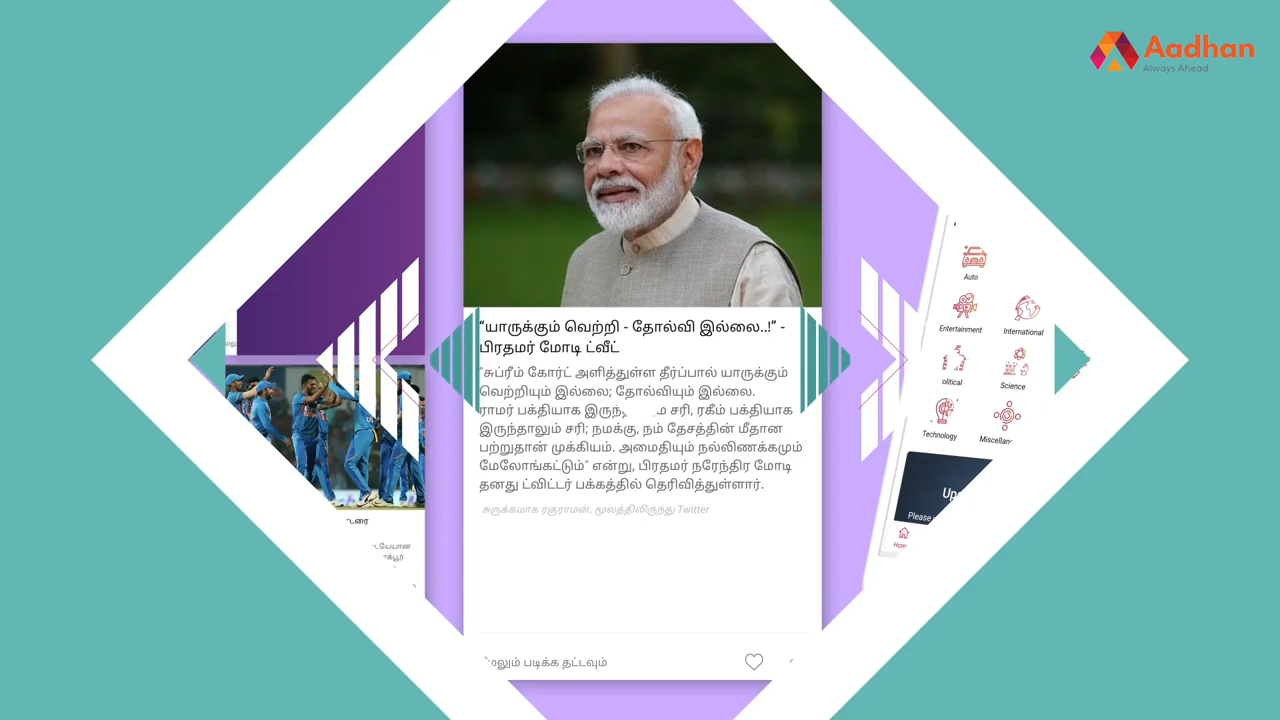 Aadhan
Always Ahead
“யாருக்கும் வெற்றி - தோல்வி இல்லை..!” -
பிரதமர் மோடி ட்வீட்
"சுப்ரீம் கோர்ட் அளித்துள்ள தீர்ப்பால் யாருக்கும்
வெற்றியும் இல்லை; தோல்வியும் இல்லை.
ராமர் பக்தியாக சரி, ரகீம் பக்தியாக
இருந்தாலும் சரி; நமக்கு, நம் தேசத்தின் மீதான
பற்றுதான் முக்கியம். அமைதியும் நல்லிணக்கமும்
மேலோங்கட்டும்" என்று, பிரதமர் நரேந்திர மோடி
தனது ட்விட்டர் பக்கத்தில் தெரிவித்துள்ளார்.
சுருக்கமாக ரகுராமன், மூலத்திலிருந்து Twitter
படிக்க தட்டவும்
Auto
Entertainment International
Science
Technology
Please